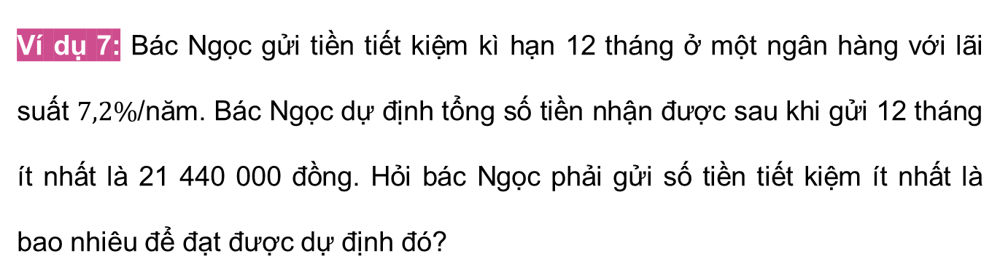 Ví dụ 7: Bác Ngọc gửi tiền tiết kiệm kì hạn 12 tháng ở một ngân hàng với lãi
suất 7,2%/năm. Bác Ngọc dự định tổng số tiền nhận được sau khi gửi 12 tháng
ít nhất là 21 440 000 đồng. Hỏi bác Ngọc phải gửi số tiền tiết kiệm ít nhất là
bao nhiêu để đạt được dự định đó?